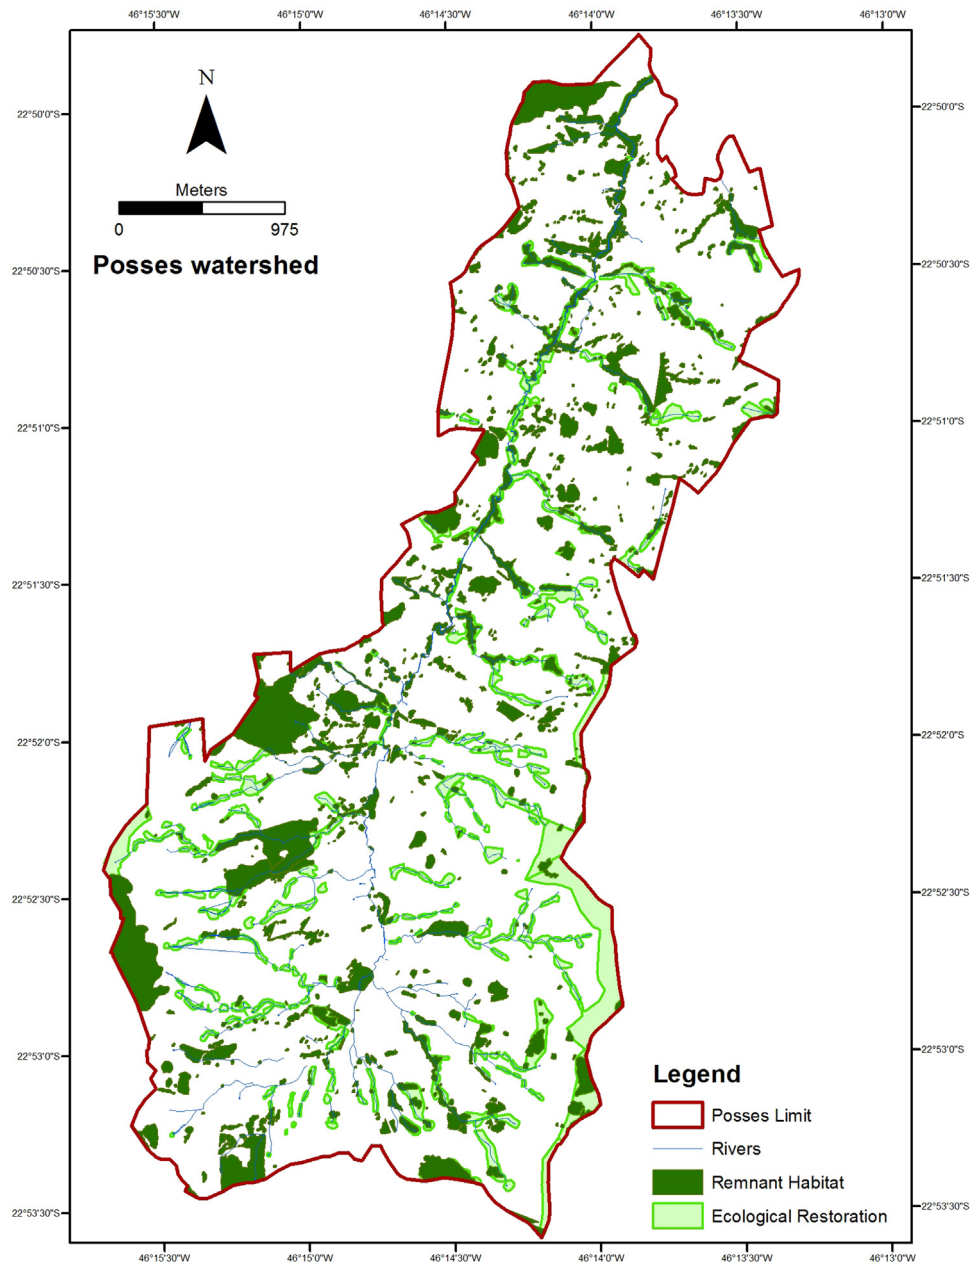 46°15'30"W 46°15'0"W 46°14'30"W 46°14'0"W 46°13'30"W 46°13'0"W
N
22°50'0"S 22°50'0"S
Meters
0 975
Posses watershed
22°50'30"S 22°50'30"S
22°51'0"S 22°51'0"S
22°51'30"S 22°51'30"S
22°52'0"S 22°52'0"S
22°52'30"S 22°52'30"S
22°53'0"S 22°53'0"S
Legend
Posses Limit
Rivers
Remnant Habitat
Ecological Restoration
22°53'30"S 22°53'30"S
46°15'30"W 46°15'0"W 46°14'30"W 46°14'0"W 46°13'30"W 46°13'0"W